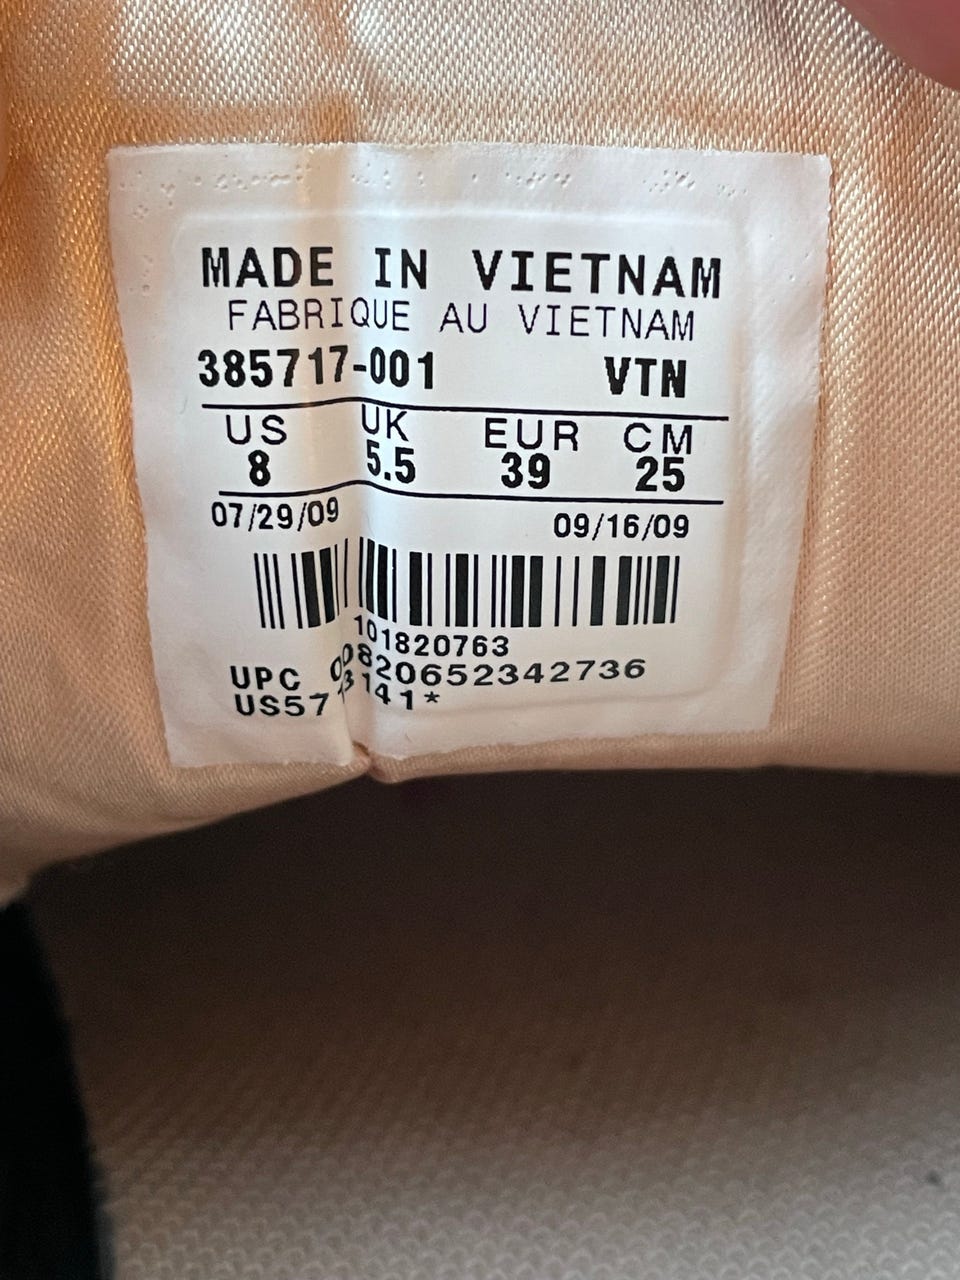 MADE IN VIETNAM
FABRIQUE AU VIETNAM
385717-001 VTN
US UK EUR CM
8 5.5 39 25
07/29/09 09/16/09
101820763
UPC 00820652342736